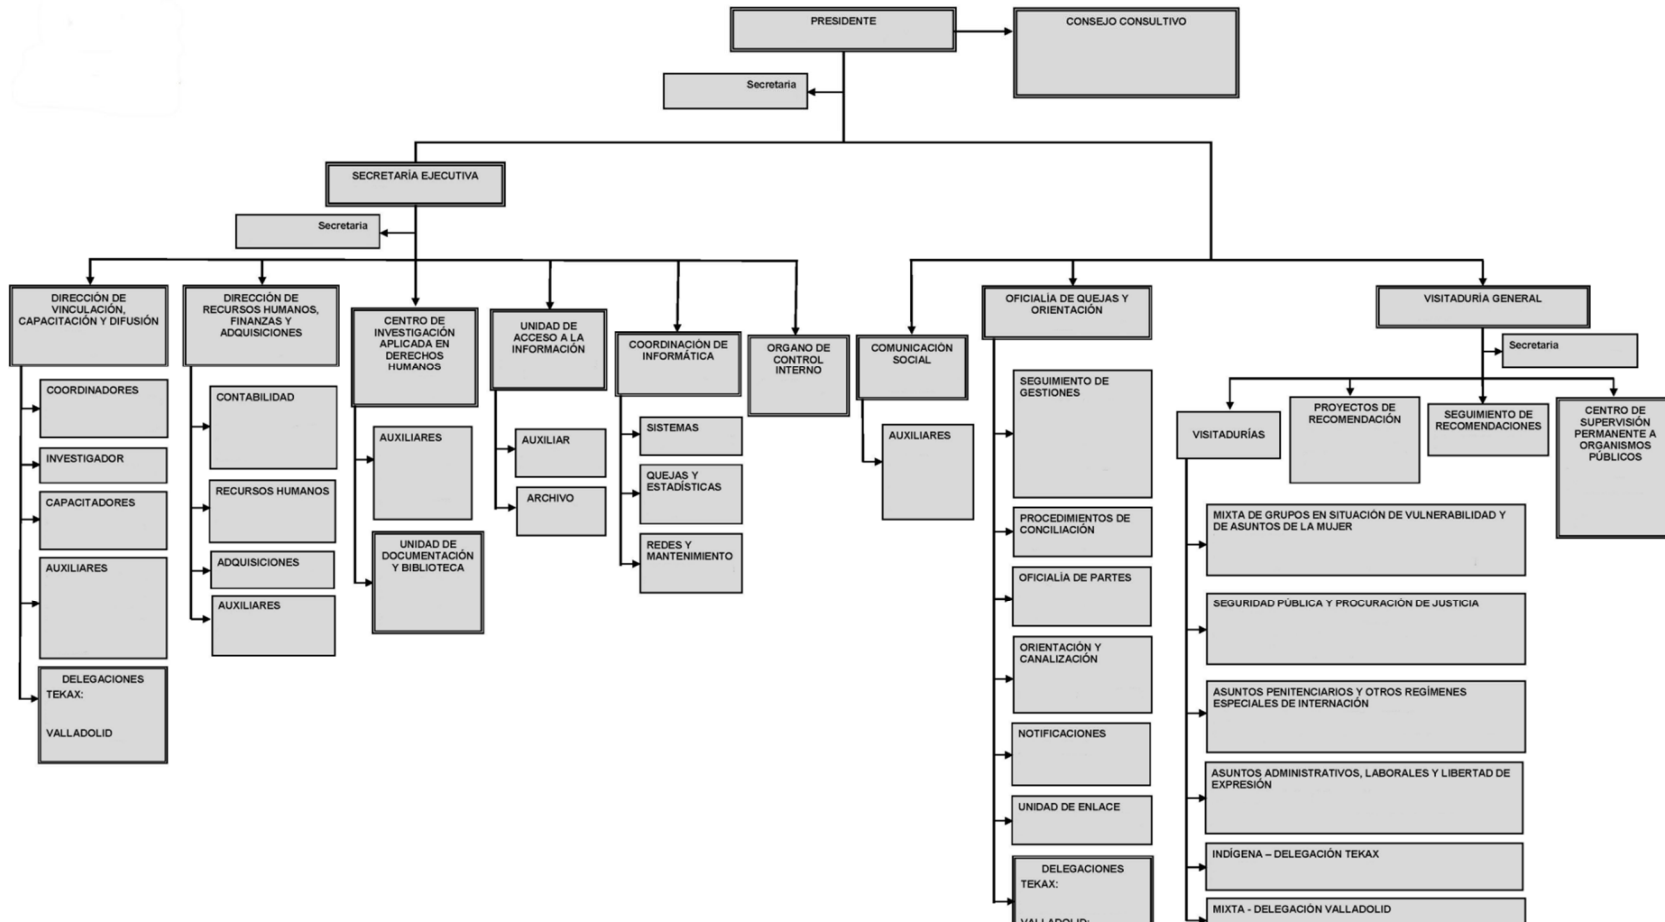 PRESIDENTE
CONSEJO CONSULTIVO
Secretaria
SECRETARÍA EJECUTIVA
Secretaria
DIRECCIÓN DE
VINCULACIÓN,
CAPACITACIÓN Y DIFUSIÓN
COORDINADORES
INVESTIGADOR
CAPACITADORES
AUXILIARES
DELEGACIONES
TEKAX:
VALLADOLID
DIRECCIÓN DE
RECURSOS HUMANOS,
FINANZAS Y
ADQUISICIONES
CONTABILIDAD
RECURSOS HUMANOS
ADQUISICIONES
AUXILIARES
CENTRO DE
INVESTIGACIÓN
APLICADA EN
DERECHOS
HUMANOS
AUXILIARES
UNIDAD DE
DOCUMENTACIÓN
Y BIBLIOTECA
UNIDAD DE
ACCESO A LA
INFORMACIÓN
AUXILIAR
ARCHIVO
COORDINACIÓN DE
INFORMÁTICA
SISTEMAS
QUEJAS Y
ESTADÍSTICAS
REDES Y
MANTENIMIENTO
ORGANO DE
CONTROL
INTERNO
COMUNICACIÓN
SOCIAL
AUXILIARES
OFICIALÍA DE QUEJAS Y
ORIENTACIÓN
SEGUIMIENTO DE
GESTIONES
PROCEDIMIENTOS DE
CONCILIACIÓN
OFICIALÍA DE PARTES
ORIENTACIÓN Y
CANALIZACIÓN
NOTIFICACIONES
UNIDAD DE ENLACE
DELEGACIONES
TEKAX:
VALLADOLID:
VISITADURÍA GENERAL
Secretaria
VISITADURÍAS
PROYECTOS DE
RECOMENDACIÓN
SEGUIMIENTO DE
RECOMENDACIONES
CENTRO DE
SUPERVISIÓN
PERMANENTE A
ORGANISMOS
PÚBLICOS
MIXTA DE GRUPOS EN SITUACIÓN DE VULNERABILIDAD Y
DE ASUNTOS DE LA MUJER
SEGURIDAD PÚBLICA Y PROCURACIÓN DE JUSTICIA
ASUNTOS PENITENCIARIOS Y OTROS REGÍMENES
ESPECIALES DE INTERNACIÓN
ASUNTOS ADMINISTRATIVOS, LABORALES Y LIBERTAD DE
EXPRESIÓN
INDÍGENA – DELEGACIÓN TEKAX
MIXTA - DELEGACIÓN VALLADOLID